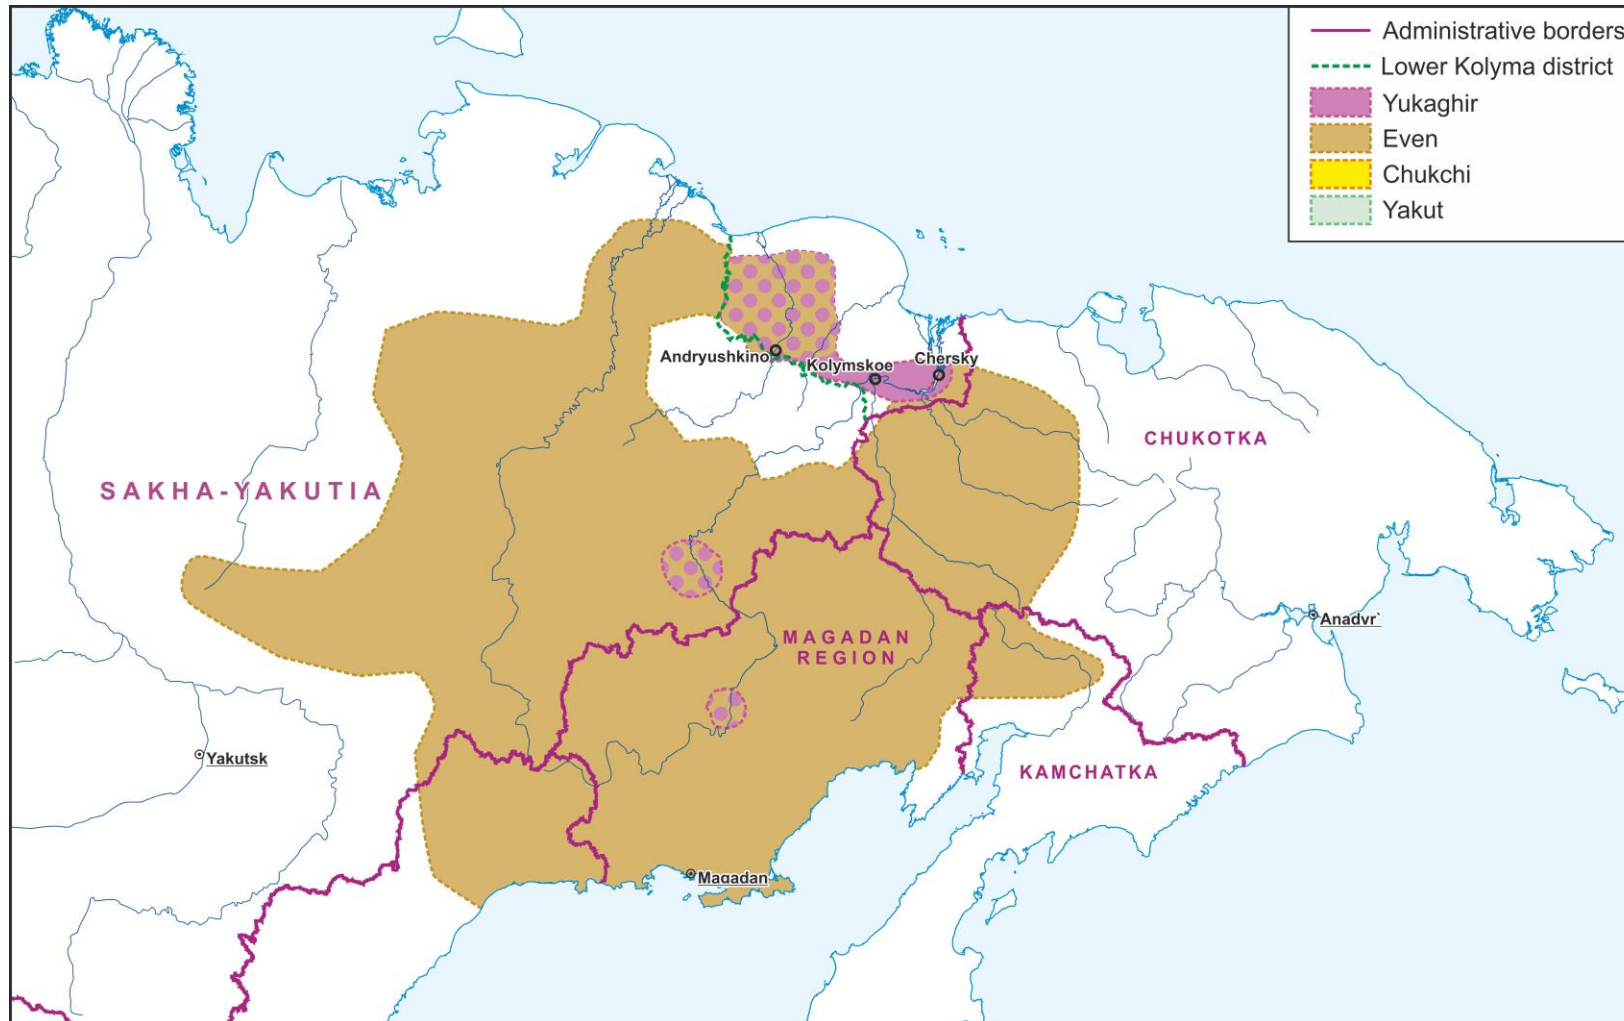 Administrative borders
Lower Kolyma district
Yukaghir
Even
Chukchi
Yakut
Andryushkino
Kolymskoe
Chersky
CHUKOTKA
SAKHA-YAKUTIA
MAGADAN
REGION
Anadyr`
Yakutsk
KAMCHATKA
Magadan